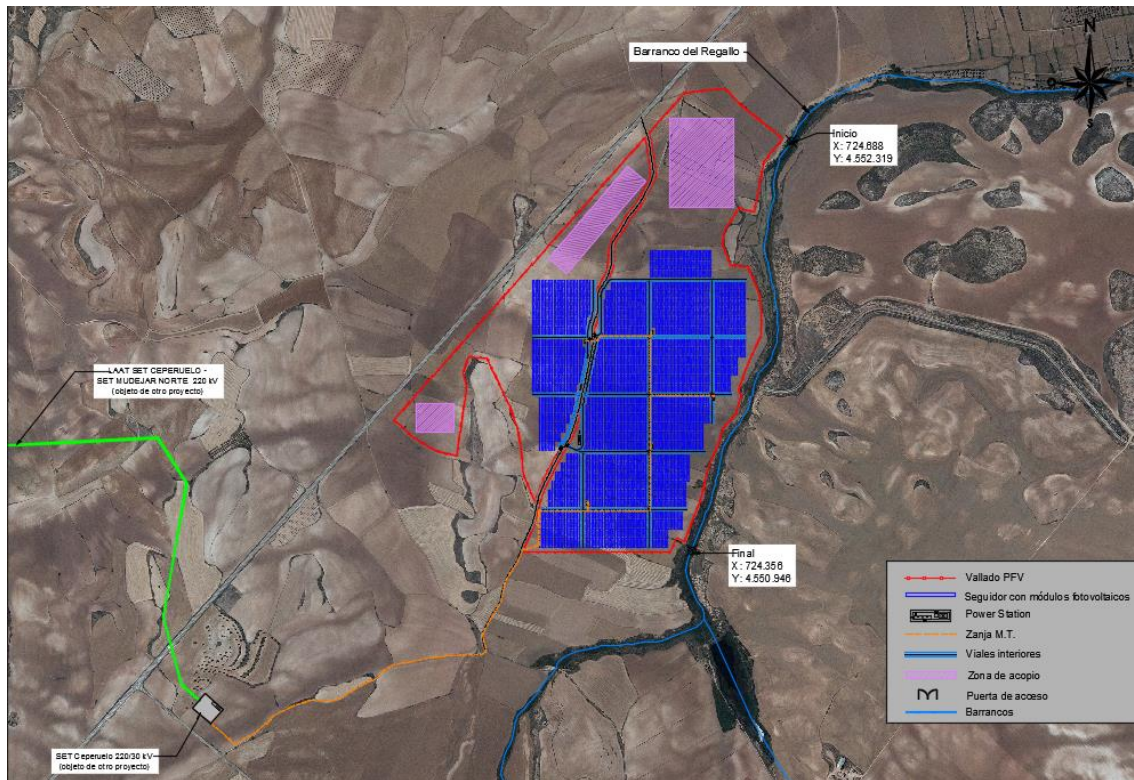 Barranco del Regallo
N
S
Inicio
X: 724.688
Y: 4.552.319
LAAT SET CEPERUELO -
SET MUDEJAR NORTE 220 kV
(objeto de otro proyecto)
Final
X: 724.356
Y: 4.550.946
SET Ceperuelo 220/30 kV
(objeto de otro proyecto)
Vallado PFV
Seguidor con módulos fotovoltaicos
Power Station
Zanja M.T.
Viales interiores
Zona de acopio
Puerta de acceso
Barrancos